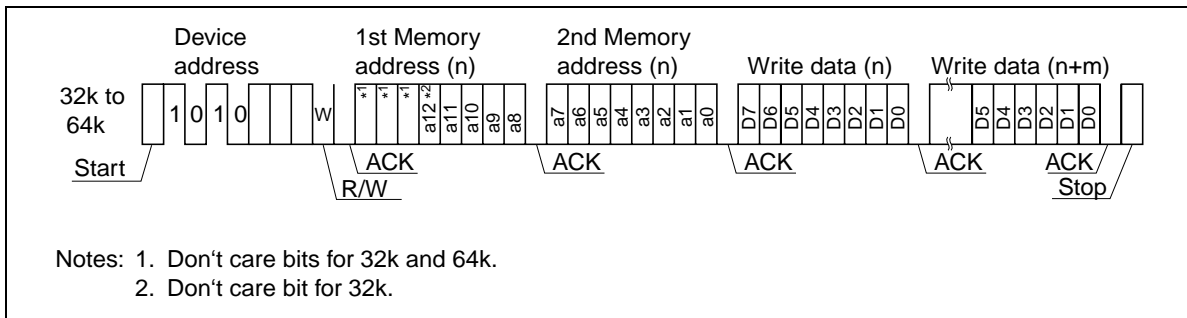 Device address
1st Memory address (n)
2nd Memory address (n)
Write data (n)
Write data (n+m)
32k to 64k
1 0 1 0
W
*1 *1 *1 a12 *2 a11 a10 a9 a8
a7 a6 a5 a4 a3 a2 a1 a0
D7 D6 D5 D4 D3 D2 D1 D0
D5 D4 D3 D2 D1 D0
Start
ACK
ACK
ACK
ACK
ACK
R/W
Stop
Notes: 1. Don't care bits for 32k and 64k.
2. Don't care bit for 32k.